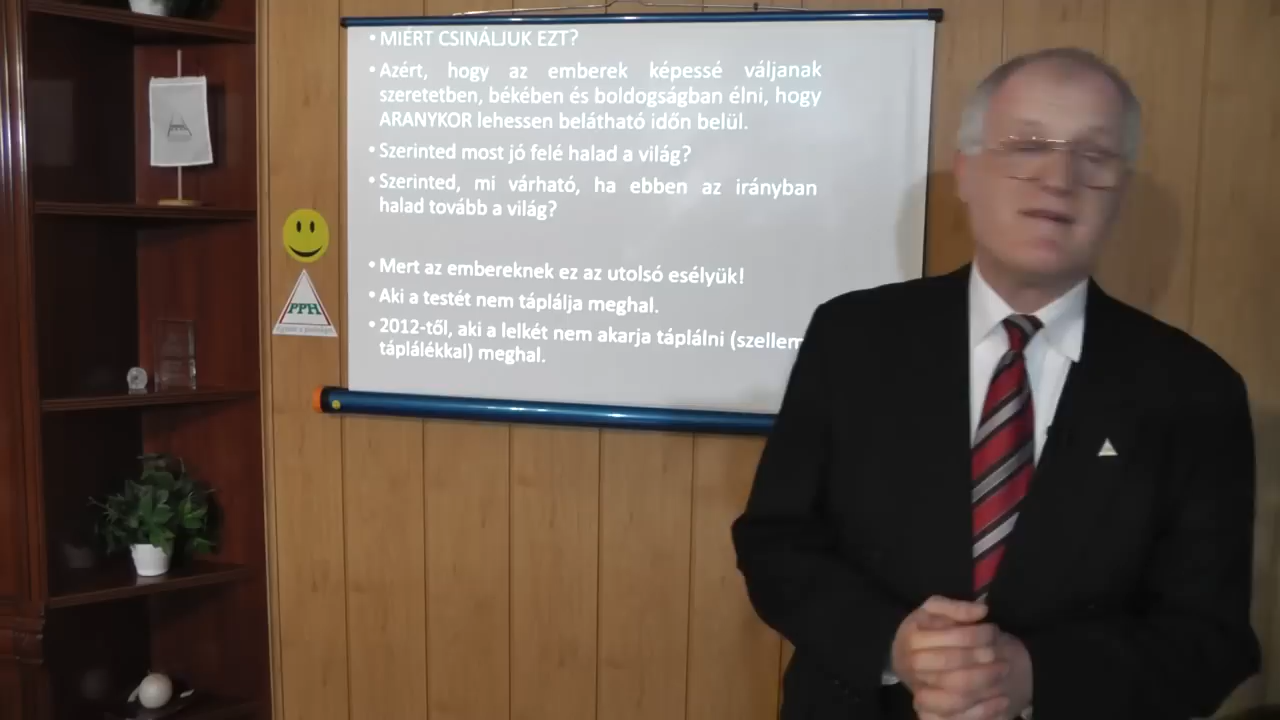 • MIÉRT CSINÁLJUK EZT?
• Azért, hogy az emberek képessé váljanak
szeretetben, békében és boldogságban élni, hogy
ARANYKOR lehessen belátható időn belül.
• Szerinted most jó felé halad a világ?
• Szerinted, mi várható, ha ebben az irányban
halad tovább a világ?
• Mert az embereknek ez az utolsó esélyük!
• Aki a testét nem táplálja meghal.
• 2012-től, aki a lelkét nem akarja táplálni (szellem
táplálékkal) meghal.
PPH